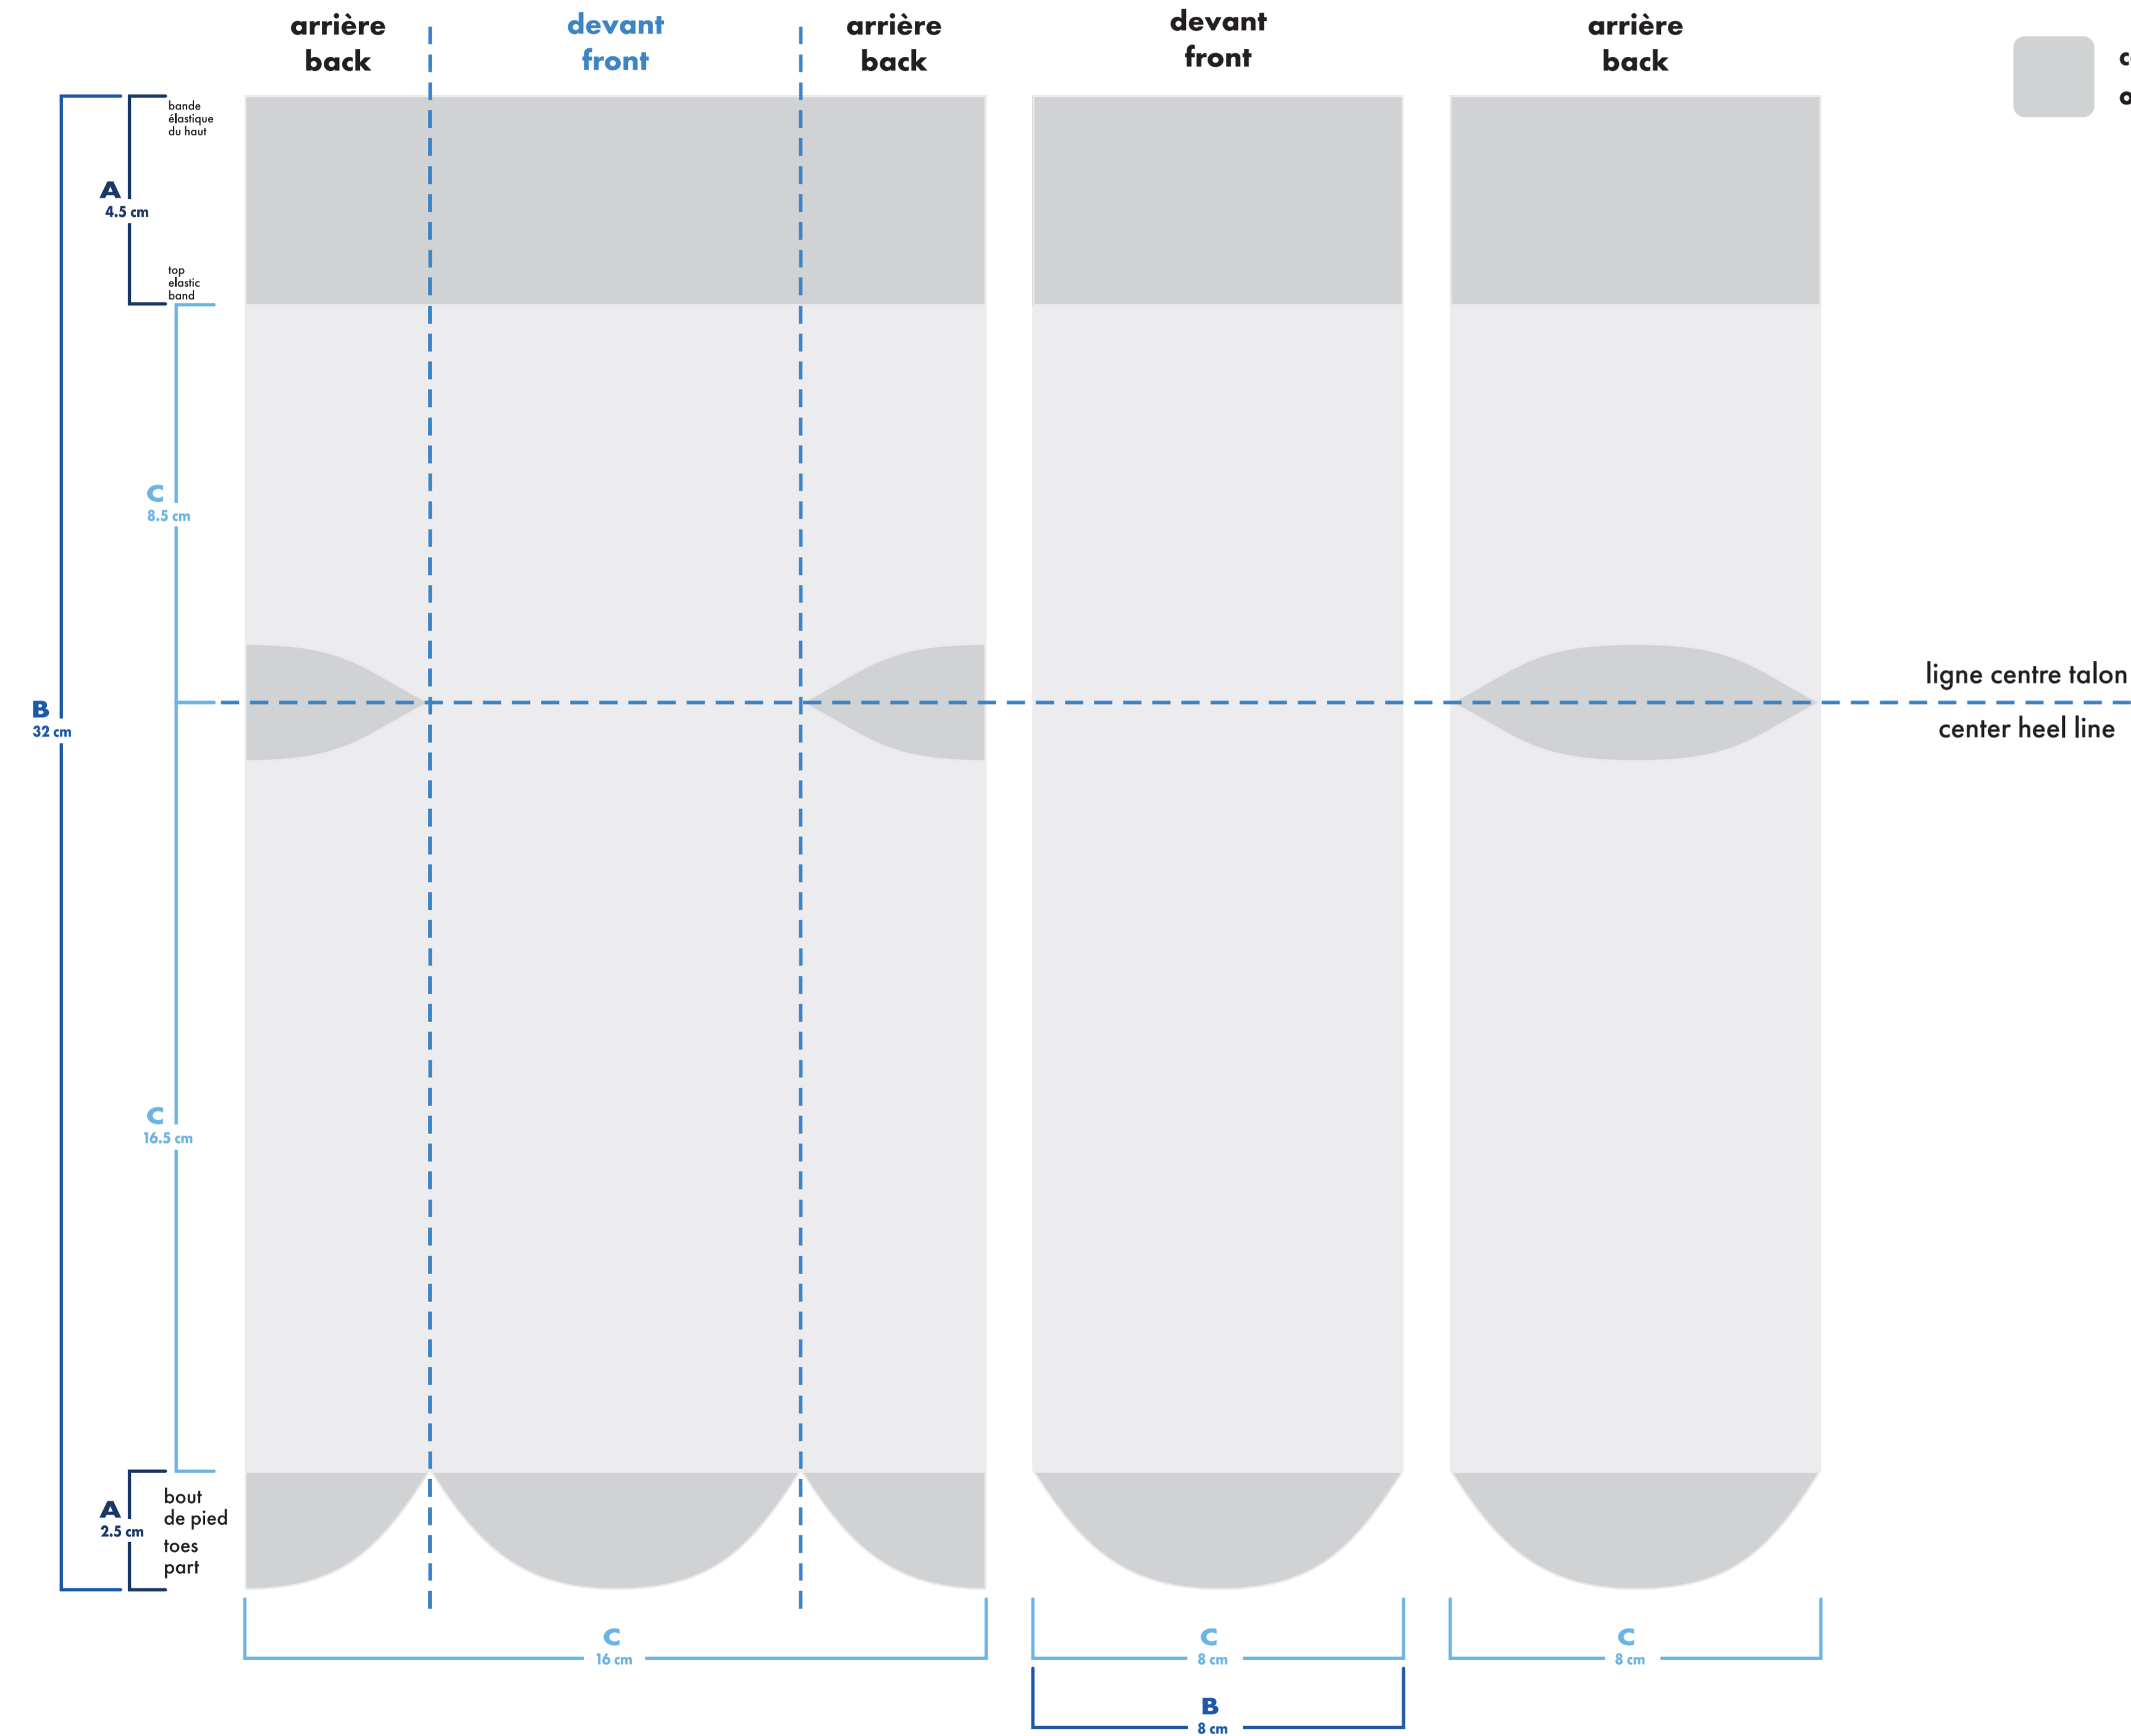 arrière
back
devant
front
arrière
back
devant
front
arrière
back
bande
élastique
du haut
A
4.5 cm
top
elastic
band
C
8.5 cm
B
32 cm
ligne centre talon
center heel line
C
16.5 cm
A
2.5 cm
bout
de pied
toes
part
C
16 cm
C
8 cm
C
8 cm
B
8 cm